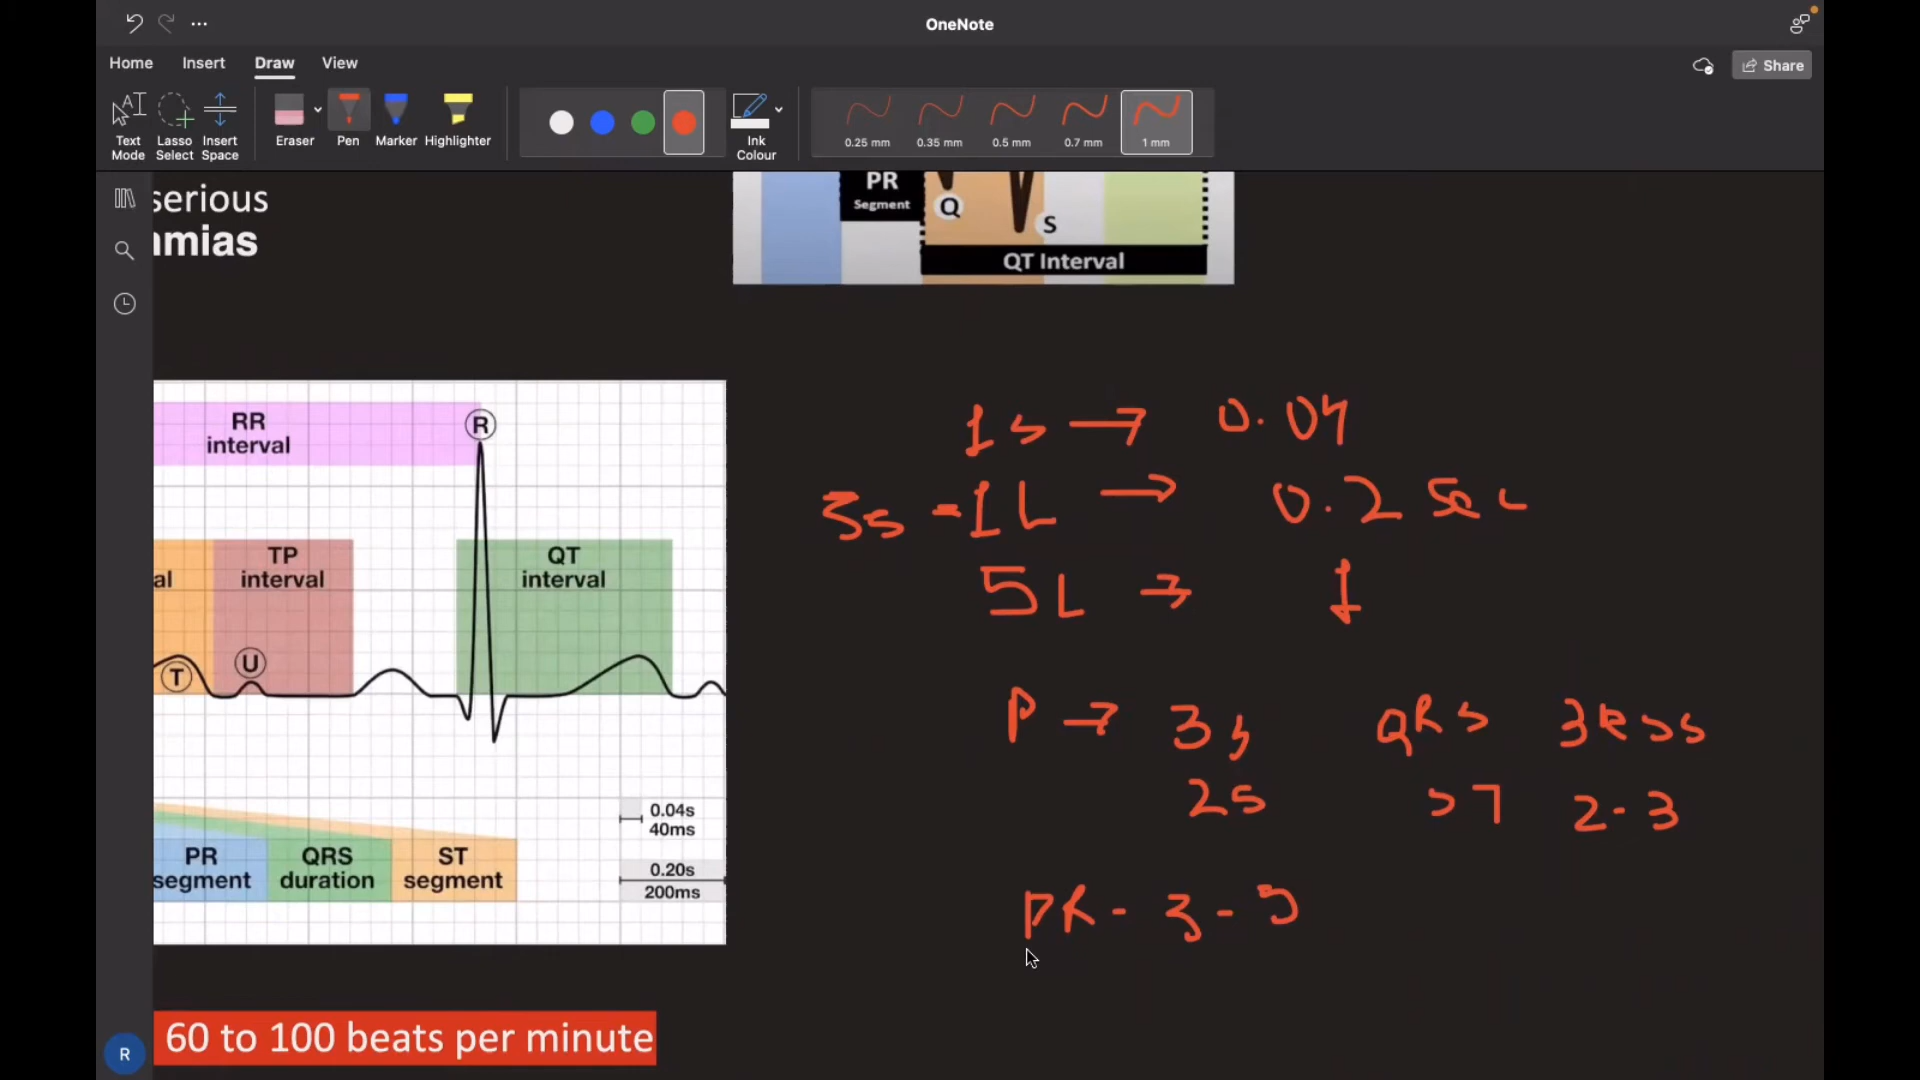 OneNote
Home Insert Draw View
Share
Text Mode
Lasso Select
Insert Space
Eraser
Pen
Marker
Highlighter
Ink Colour
0.25 mm
0.35 mm
0.5 mm
0.7 mm
1 mm
serious
mias
PR
Segment
Q
S
QT Interval
RR
interval
R
TP
interval
QT
interval
al
T
U
0.04s
40ms
0.20s
200ms
PR
segment
QRS
duration
ST
segment
60 to 100 beats per minute
R
1s → 0.04
5s = 1L → 0.2 Sec
5L → 1
P → 3s QRS
2s ST 2-3
PR - 3-5